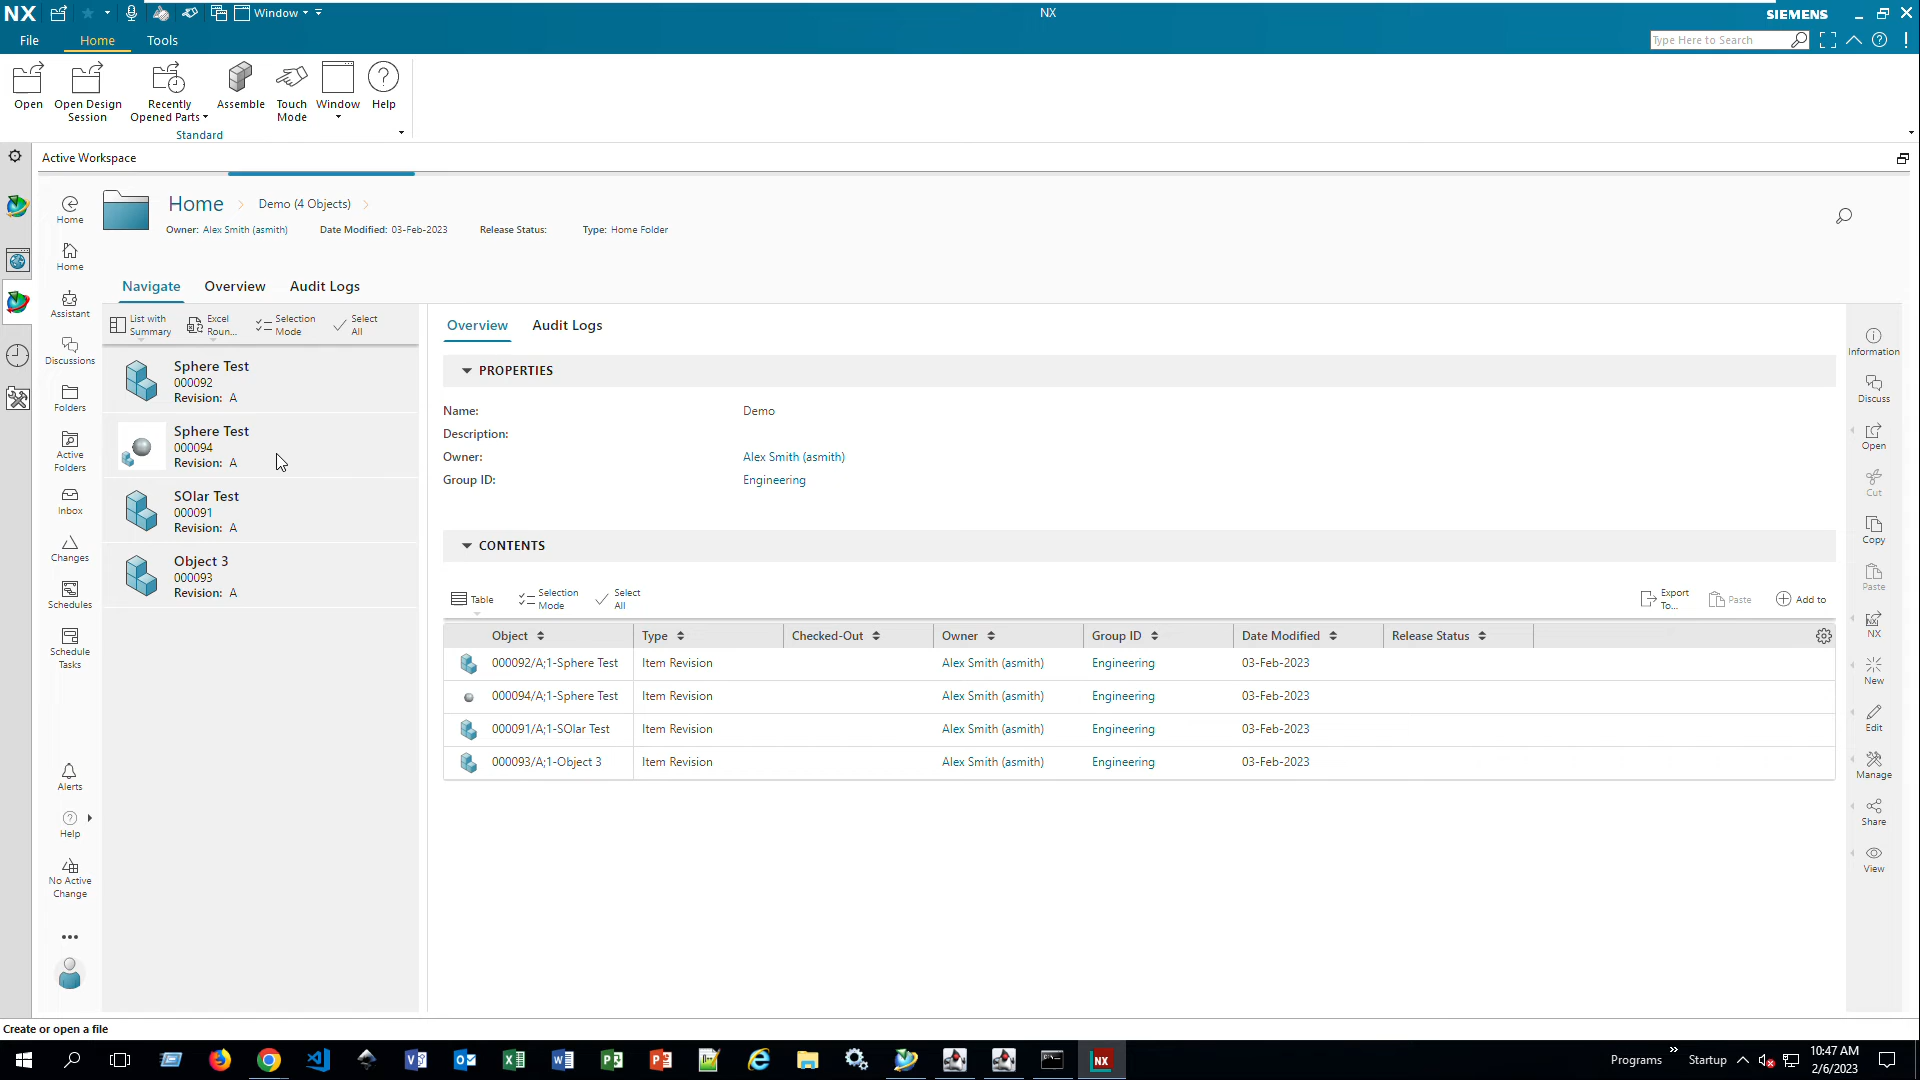 NX
Window
NX
SIEMENS
File
Home
Tools
Type Here to Search
Open
Open Design
Session
Recently
Opened Parts
Assemble
Touch
Mode
Window
Help
Standard
Active Workspace
Home
Demo (4 Objects)
Owner: Alex Smith (asmith)
Date Modified: 03-Feb-2023
Release Status:
Type: Home Folder
Home
Home
Assistant
Discussions
Folders
Active
Folders
Inbox
Changes
Schedules
Schedule
Tasks
Alerts
Help
No Active
Change
Navigate
Overview
Audit Logs
List with
Summary
Excel
Roun...
Selection
Mode
Select
All
Sphere Test
000092
Revision: A
Sphere Test
000094
Revision: A
SOlar Test
000091
Revision: A
Object 3
000093
Revision: A
Overview
Audit Logs
PROPERTIES
Name: Demo
Description:
Owner: Alex Smith (asmith)
Group ID: Engineering
CONTENTS
Table
Selection
Mode
Select
All
Export
To...
Paste
Add to
Object Type Checked-Out Owner Group ID Date Modified Release Status
000092/A;1-Sphere Test Item Revision Alex Smith (asmith) Engineering 03-Feb-2023
000094/A;1-Sphere Test Item Revision Alex Smith (asmith) Engineering 03-Feb-2023
000091/A;1-SOlar Test Item Revision Alex Smith (asmith) Engineering 03-Feb-2023
000093/A;1-Object 3 Item Revision Alex Smith (asmith) Engineering 03-Feb-2023
Information
Discuss
Open
Cut
Copy
Paste
NX
New
Edit
Manage
Share
View
Create or open a file
NX
Programs
Startup
10:47 AM
2/6/2023